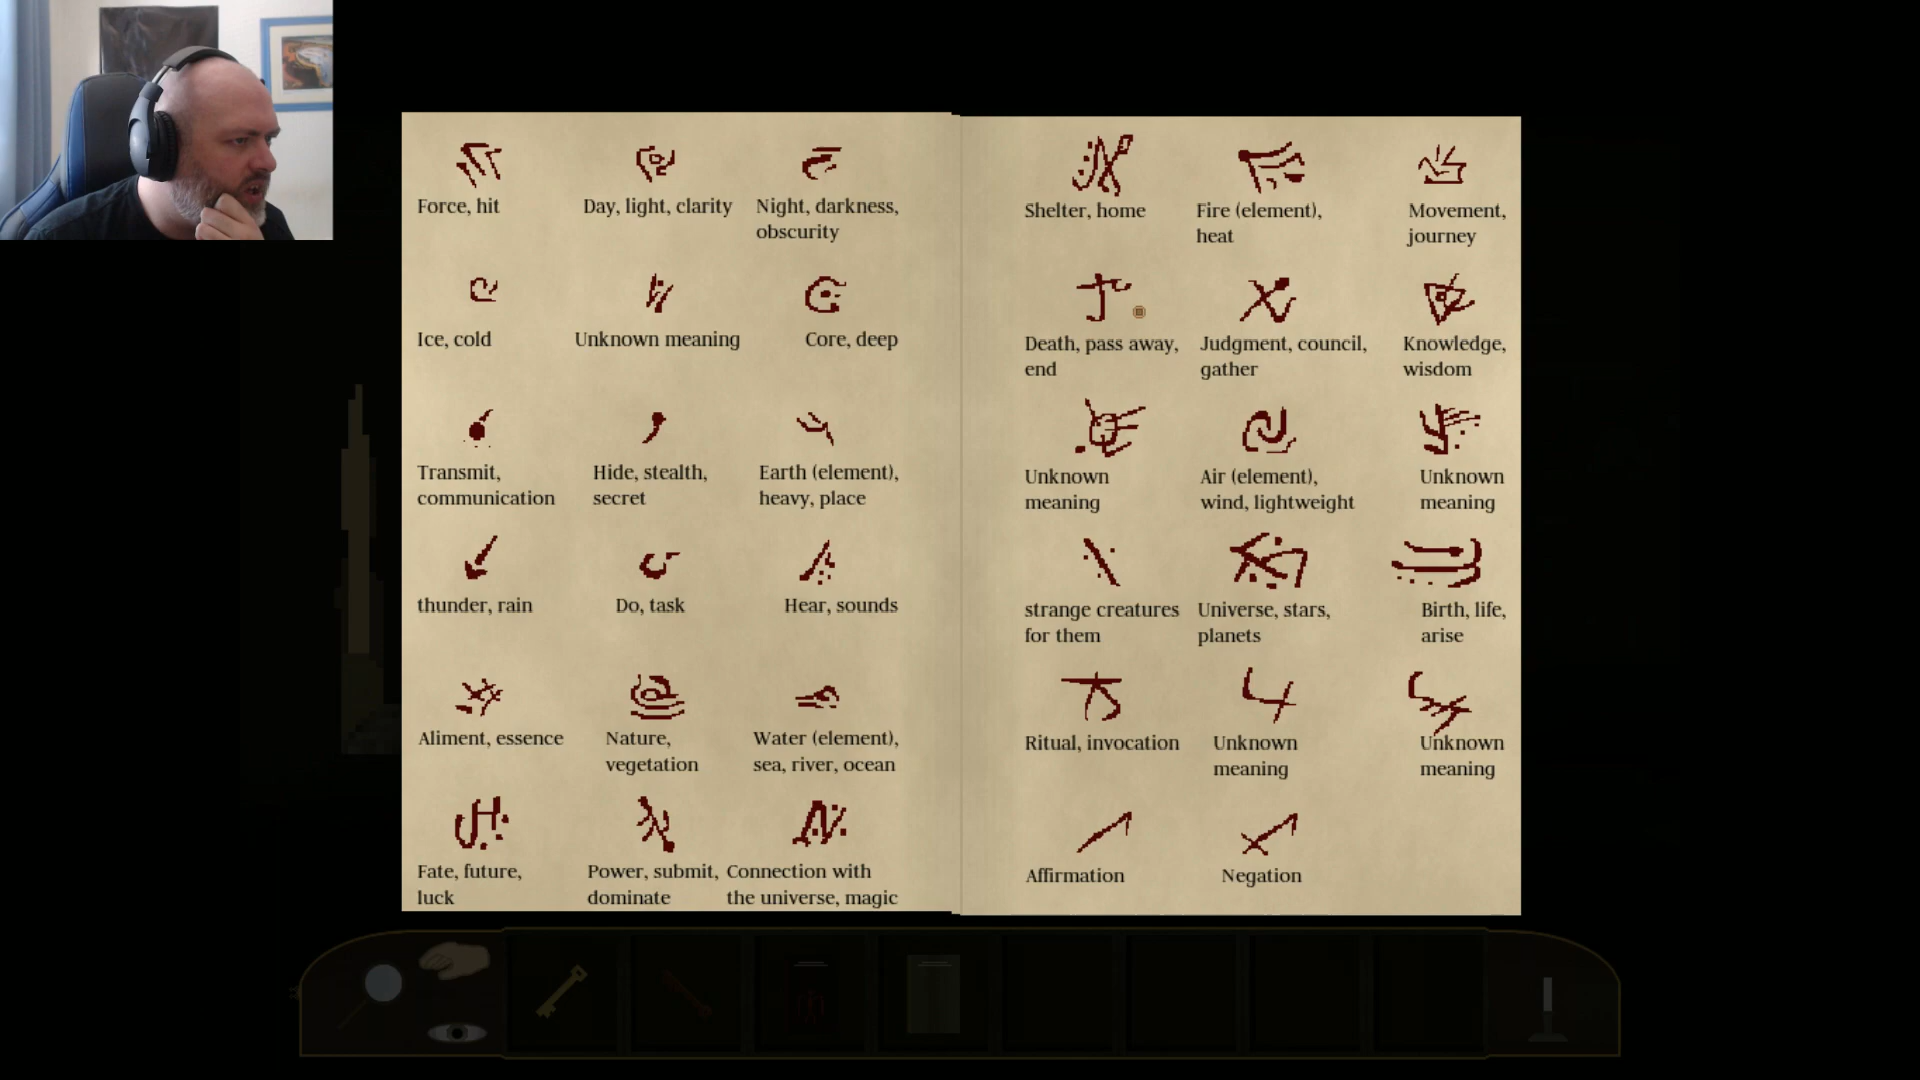 Force, hit
Day, light, clarity
Night, darkness,
obscurity
Ice, cold
Unknown meaning
Core, deep
Transmit,
communication
Hide, stealth,
secret
Earth (element),
heavy, place
thunder, rain
Do, task
Hear, sounds
Aliment, essence
Nature,
vegetation
Water (element),
sea, river, ocean
Fate, future,
luck
Power, submit,
dominate
Connection with
the universe, magic
Shelter, home
Fire (element),
heat
Movement,
journey
Death, pass away,
end
Judgment, council,
gather
Knowledge,
wisdom
Unknown
meaning
Air (element),
wind, lightweight
Unknown
meaning
strange creatures
for them
Universe, stars,
planets
Birth, life,
arise
Ritual, invocation
Unknown
meaning
Unknown
meaning
Affirmation
Negation